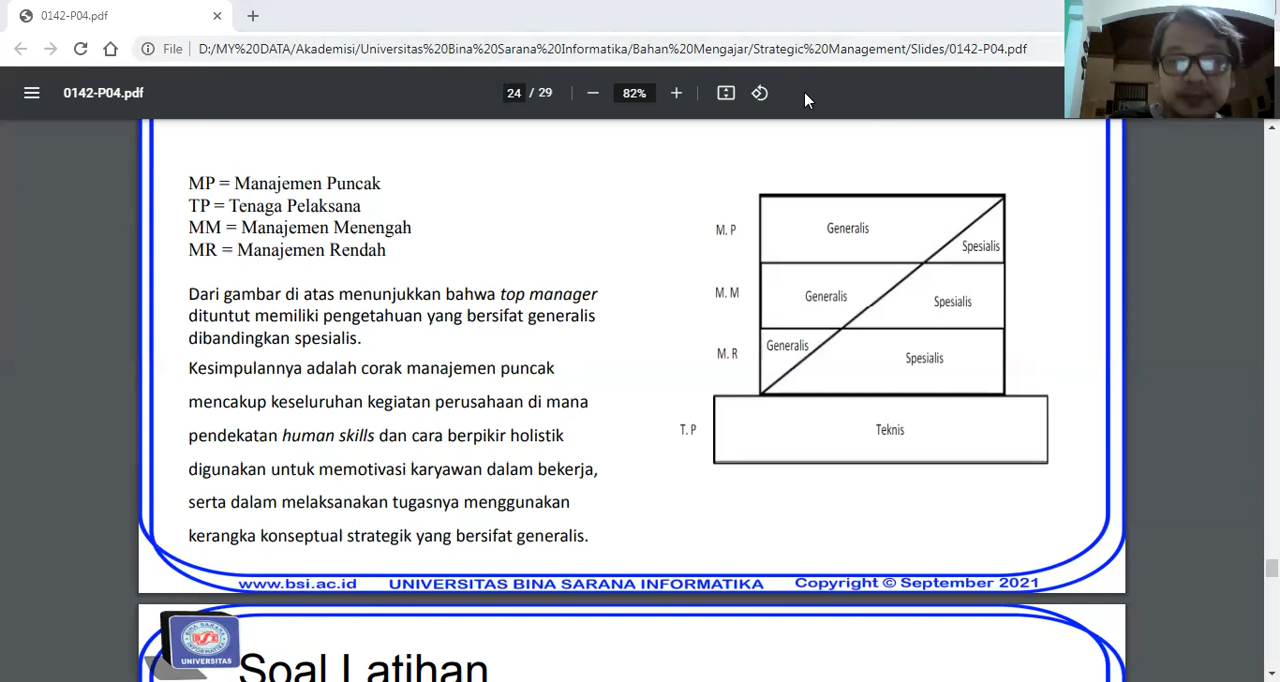 0142-P04.pdf
File
D:/MY%20DATA/Akademisi/Universitas%20Bina%20Sarana%20Informatika/Bahan%20Mengajar/Strategic%20Management/Slides/0142-P04.pdf
0142-P04.pdf
24 / 29
82%
MP = Manajemen Puncak
TP = Tenaga Pelaksana
MM = Manajemen Menengah
MR = Manajemen Rendah
Dari gambar di atas menunjukkan bahwa top manager
dituntut memiliki pengetahuan yang bersifat generalis
dibandingkan spesialis.
Kesimpulannya adalah corak manajemen puncak
mencakup keseluruhan kegiatan perusahaan di mana
pendekatan human skills dan cara berpikir holistik
digunakan untuk memotivasi karyawan dalam bekerja,
serta dalam melaksanakan tugasnya menggunakan
kerangka konseptual strategik yang bersifat generalis.
M. P
Generalis
Spesialis
M. M
Generalis
Spesialis
M. R
Generalis
Spesialis
T. P
Teknis
www.bsi.ac.id
UNIVERSITAS BINA SARANA INFORMATIKA
Copyright © September 2021
UNIVERSITAS
Soal Latihan